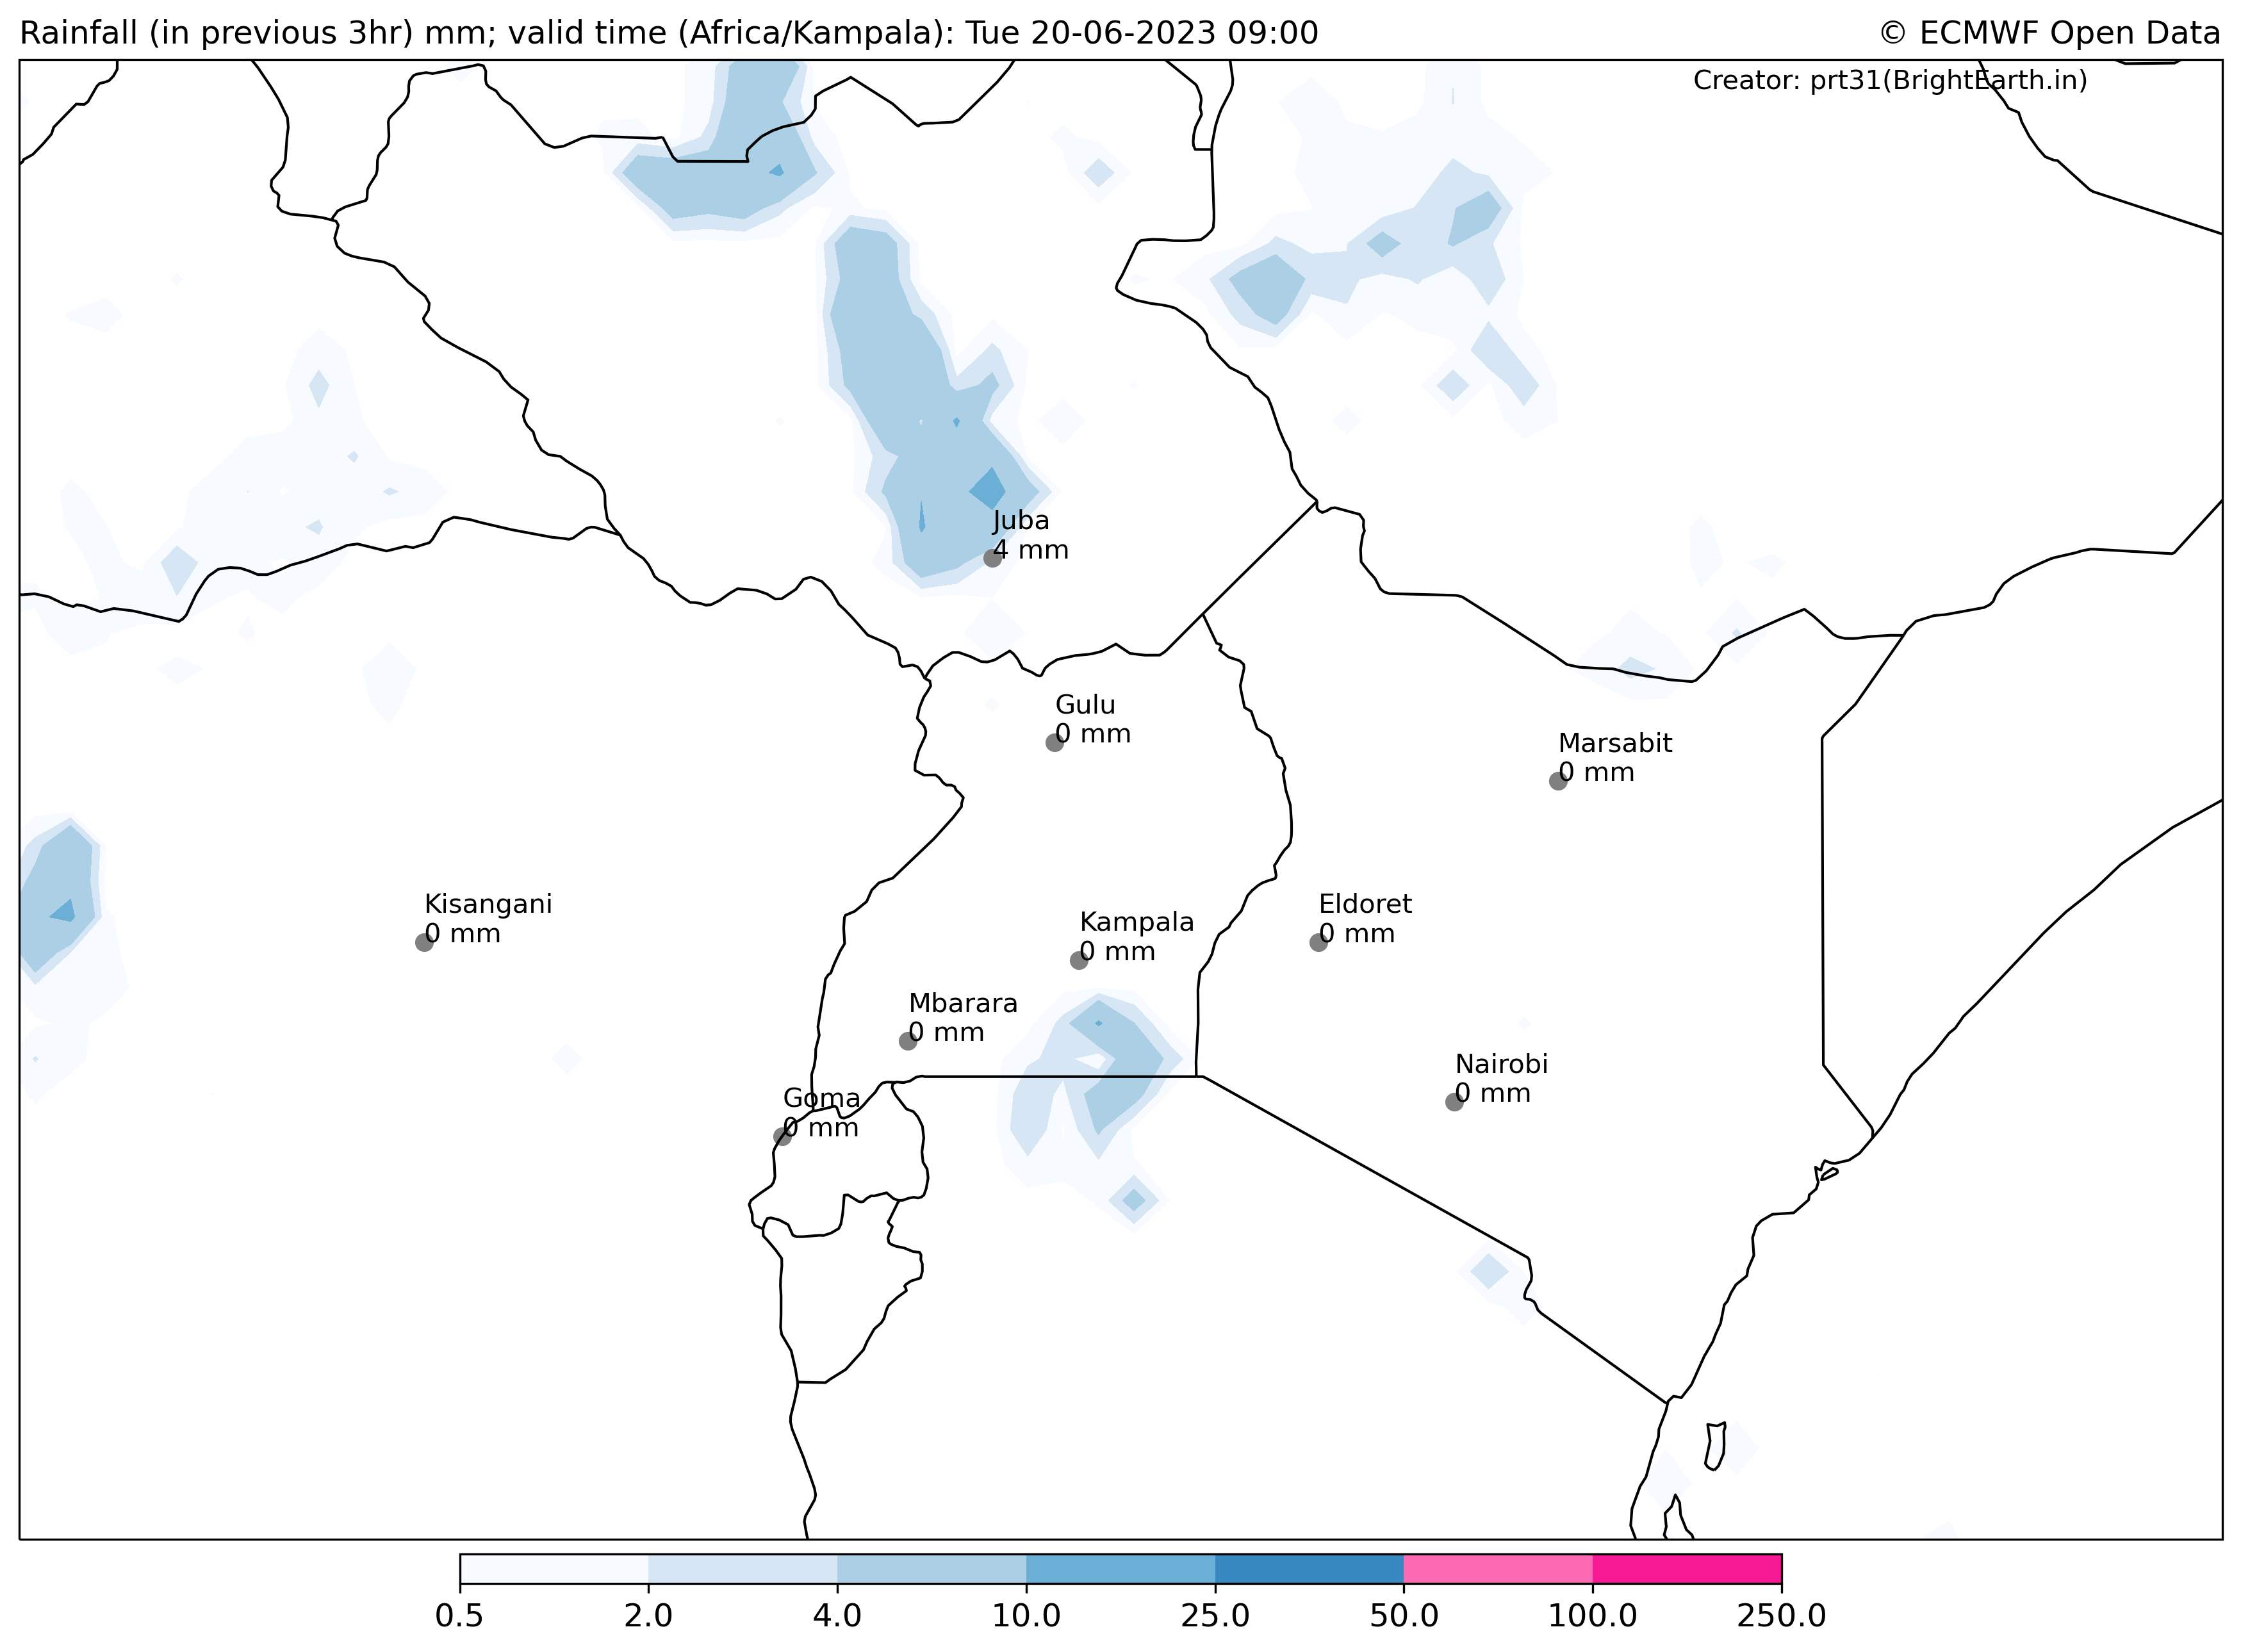 Rainfall (in previous 3hr) mm; valid time (Africa/Kampala): Tue 20-06-2023 09:00
© ECMWF Open Data
Creator: prt31(BrightEarth.in)
Juba
4 mm
Gulu
0 mm
Marsabit
0 mm
Kisangani
0 mm
Kampala
0 mm
Eldoret
0 mm
Mbarara
0 mm
Nairobi
0 mm
Goma
0 mm
0.5 2.0 4.0 10.0 25.0 50.0 100.0 250.0